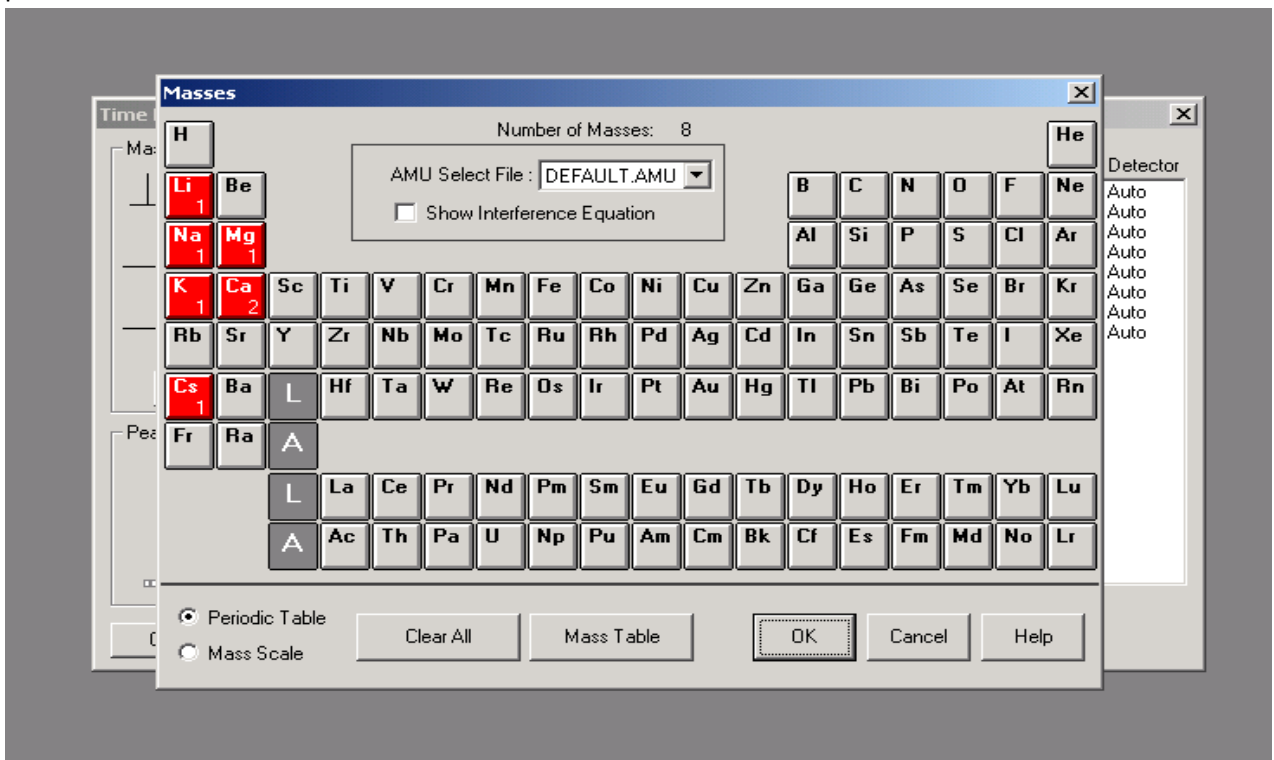 Masses
Time
Number of Masses: 8
H He
Ma
AMU Select File : DEFAULT.AMU
Detector
Li 1 Be B C N O F Ne
Show Interference Equation
Na 1 Mg 1 Al Si P S Cl Ar
K 1 Ca 2 Sc Ti V Cr Mn Fe Co Ni Cu Zn Ga Ge As Se Br Kr
Rb Sr Y Zr Nb Mo Tc Ru Rh Pd Ag Cd In Sn Sb Te I Xe
Cs 1 Ba L Hf Ta W Re Os Ir Pt Au Hg Tl Pb Bi Po At Rn
Pea
Fr Ra A
L La Ce Pr Nd Pm Sm Eu Gd Tb Dy Ho Er Tm Yb Lu
A Ac Th Pa U Np Pu Am Cm Bk Cf Es Fm Md No Lr
Auto
Auto
Auto
Auto
Auto
Auto
Auto
Auto
Periodic Table
Mass Scale
Clear All Mass Table OK Cancel Help